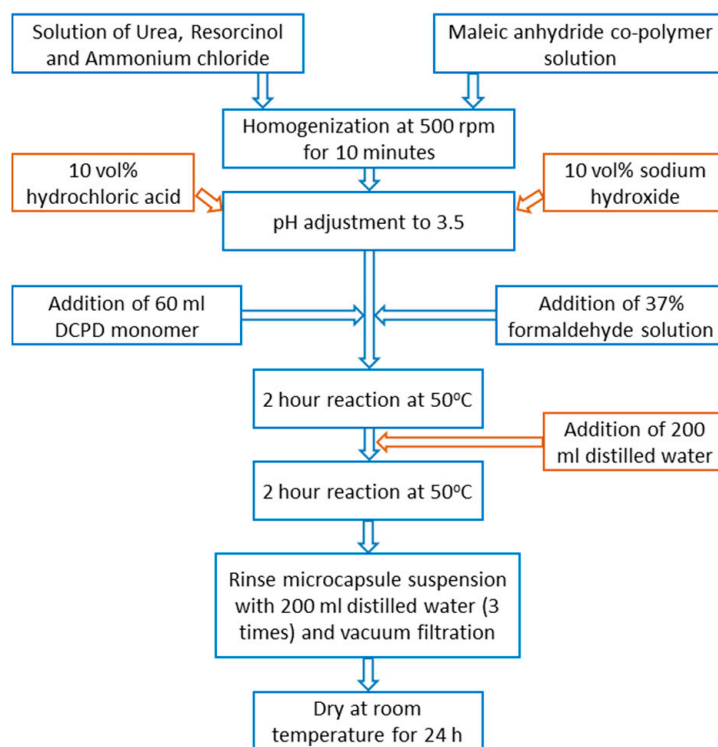 Solution of Urea, Resorcinol
and Ammonium chloride
Maleic anhydride co-polymer
solution
Homogenization at 500 rpm
for 10 minutes
10 vol%
hydrochloric acid
10 vol% sodium
hydroxide
pH adjustment to 3.5
Addition of 60 ml
DCPD monomer
Addition of 37%
formaldehyde solution
2 hour reaction at 50°C
Addition of 200
ml distilled water
2 hour reaction at 50°C
Rinse microcapsule suspension
with 200 ml distilled water (3
times) and vacuum filtration
Dry at room
temperature for 24 h